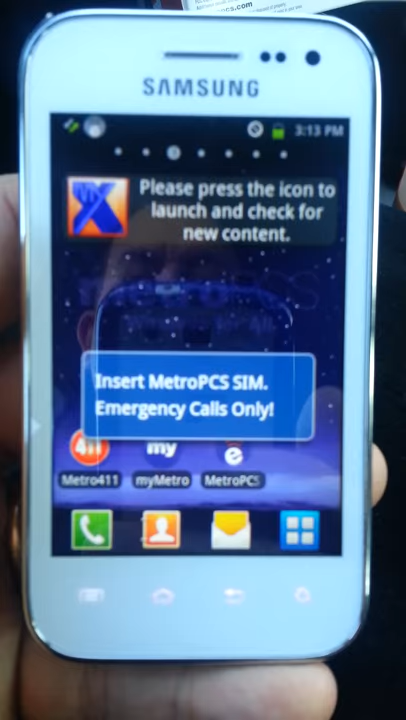 SAMSUNG
3:13 PM
Please press the icon to
launch and check for
new content.
Insert MetroPCS SIM.
Emergency Calls Only!
411 my e
Metro411 myMetro MetroPCS